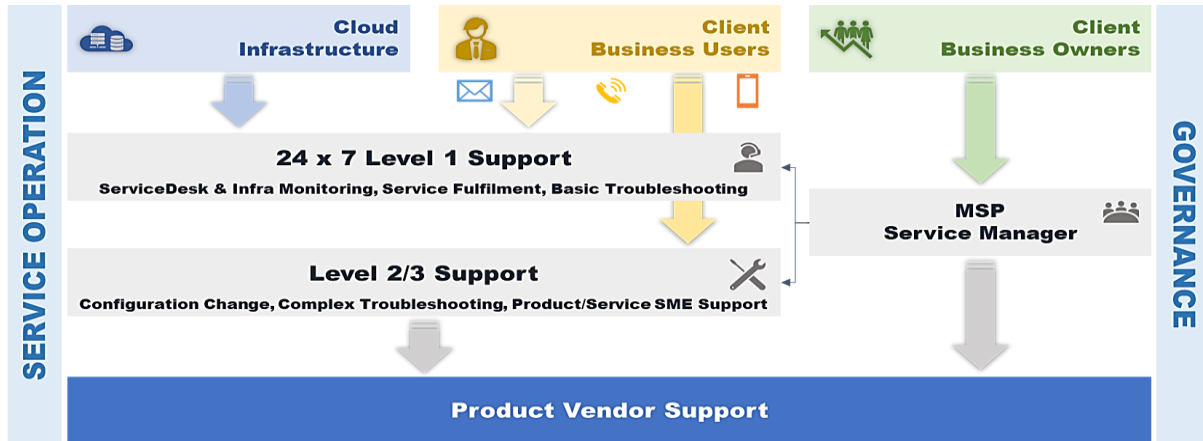 SERVICE OPERATION
Cloud
Infrastructure
Client
Business Users
Client
Business Owners
24 x 7 Level 1 Support
ServiceDesk & Infra Monitoring, Service Fulfilment, Basic Troubleshooting
MSP
Service Manager
Level 2/3 Support
Configuration Change, Complex Troubleshooting, Product/Service SME Support
Product Vendor Support
GOVERNANCE